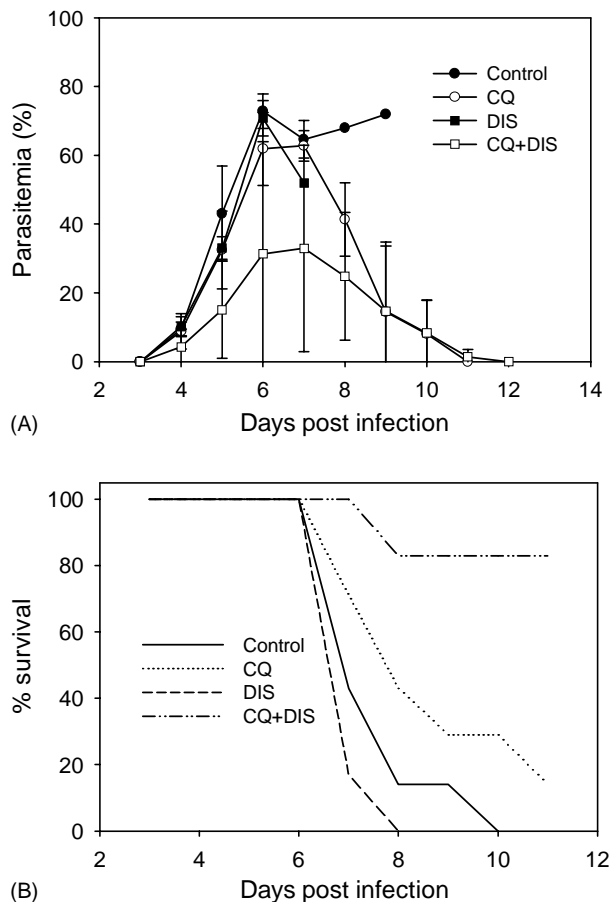 100
80
60
40
20
0
Parasitemia (%)
Control
CQ
DIS
CQ+DIS
2 4 6 8 10 12 14
Days post infection
(A)
100
80
60
40
20
0
% survival
Control
CQ
DIS
CQ+DIS
2 4 6 8 10 12
Days post infection
(B)